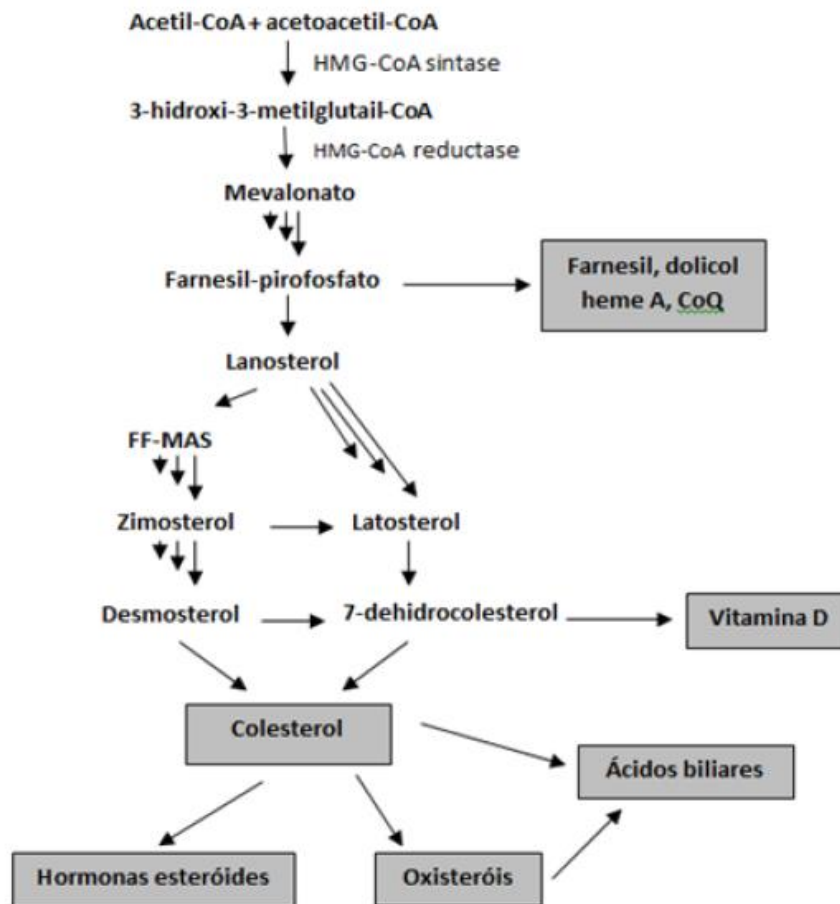 Acetil-CoA + acetoacetil-CoA
HMG-CoA sintase
3-hidroxi-3-metilglutail-CoA
HMG-CoA reductase
Mevalonato
Farnesil-pirofosfato
Farnesil, dolicol
heme A, CoQ
Lanosterol
FF-MAS
Zimosterol
Latosterol
Desmosterol
7-dehidrocolesterol
Vitamina D
Colesterol
Ácidos biliares
Hormonas esteróides
Oxisteróis